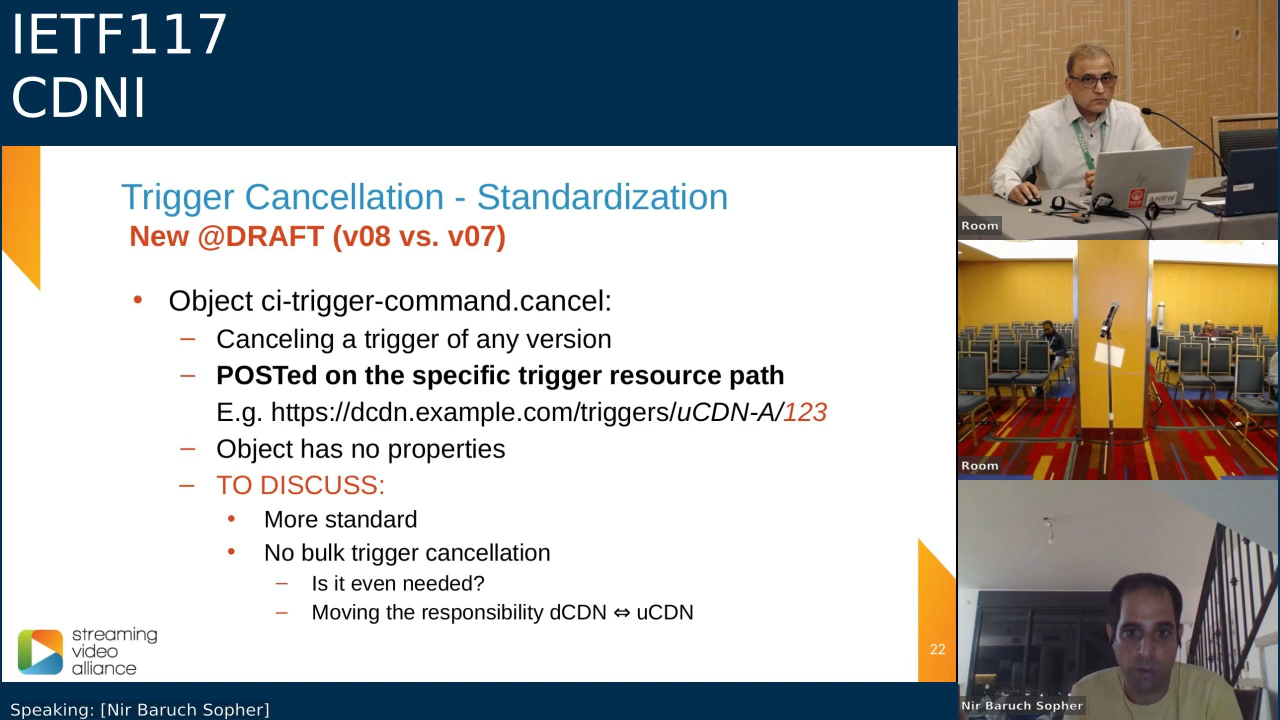 IETF117
CDNI
Trigger Cancellation - Standardization
New @DRAFT (v08 vs. v07)
• Object ci-trigger-command.cancel:
– Canceling a trigger of any version
– POSTed on the specific trigger resource path
E.g. https://dcdn.example.com/triggers/uCDN-A/123
– Object has no properties
– TO DISCUSS:
• More standard
• No bulk trigger cancellation
– Is it even needed?
– Moving the responsibility dCDN ⇔ uCDN
streaming
video
alliance
22
Speaking: [Nir Baruch Sopher]
Room
Room
Nir Baruch Sopher